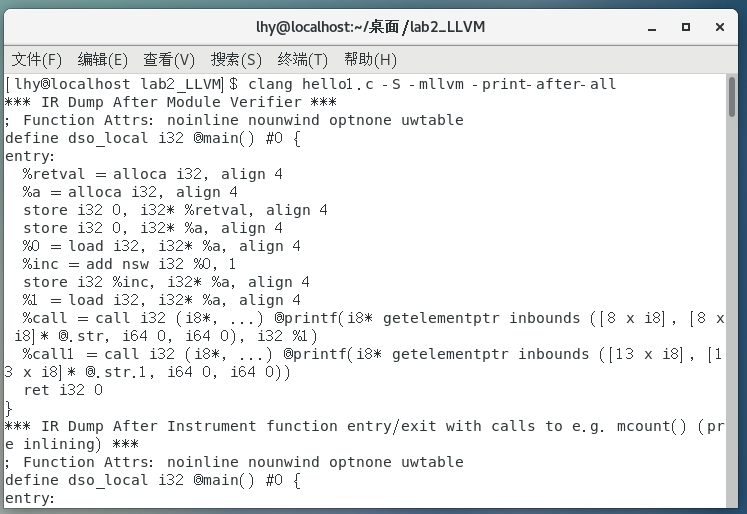 lhy@localhost:~/桌面/lab2_LLVM
文件(F) 编辑(E) 查看(V) 搜索(S) 终端(T) 帮助(H)
[lhy@localhost lab2_LLVM]$ clang hello1.c -S -mllvm -print-after-all
*** IR Dump After Module Verifier ***
; Function Attrs: noinline nounwind optnone uwtable
define dso_local i32 @main() #0 {
entry:
  %retval = alloca i32, align 4
  %a = alloca i32, align 4
  store i32 0, i32* %retval, align 4
  store i32 0, i32* %a, align 4
  %0 = load i32, i32* %a, align 4
  %inc = add nsw i32 %0, 1
  store i32 %inc, i32* %a, align 4
  %1 = load i32, i32* %a, align 4
  %call = call i32 (i8*, ...) @printf(i8* getelementptr inbounds ([8 x i8], [8 x
 i8]* @.str, i64 0, i64 0), i32 %1)
  %call1 = call i32 (i8*, ...) @printf(i8* getelementptr inbounds ([13 x i8], [1
3 x i8]* @.str.1, i64 0, i64 0))
  ret i32 0
}
*** IR Dump After Instrument function entry/exit with calls to e.g. mcount() (pr
e inlining) ***
; Function Attrs: noinline nounwind optnone uwtable
define dso_local i32 @main() #0 {
entry: